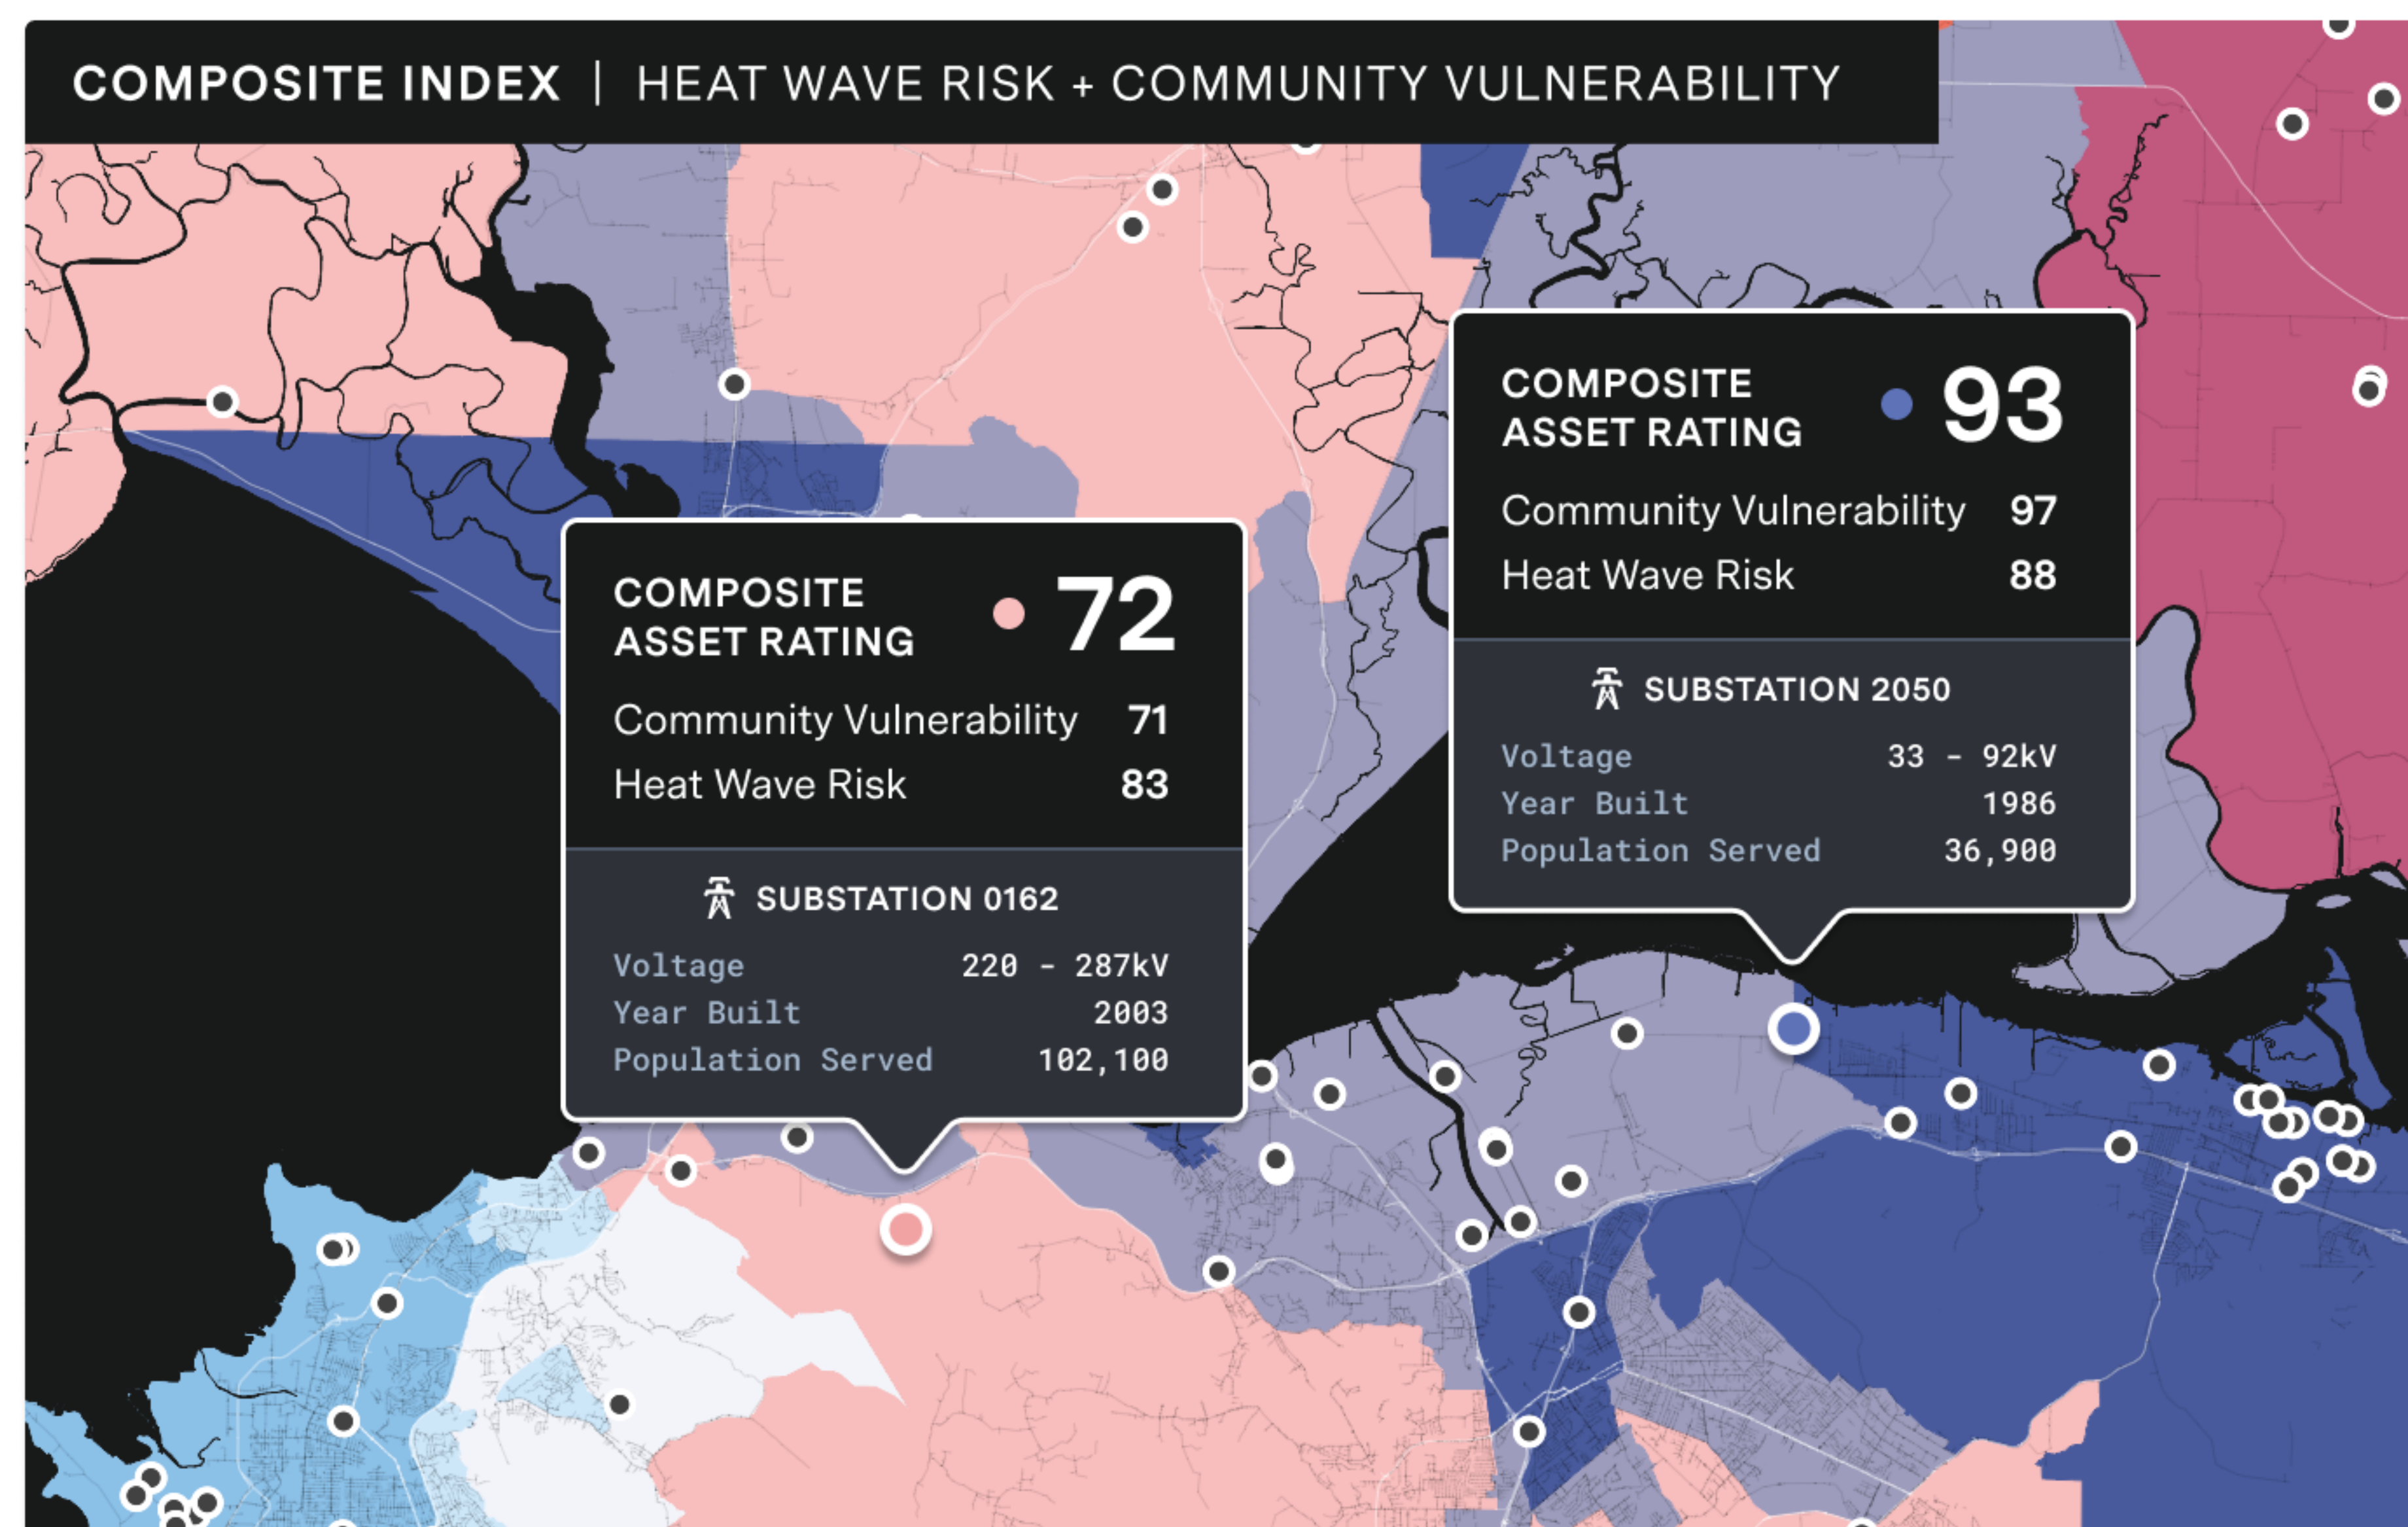 COMPOSITE INDEX | HEAT WAVE RISK + COMMUNITY VULNERABILITY
COMPOSITE
ASSET RATING
72
Community Vulnerability 71
Heat Wave Risk 83
SUBSTATION 0162
Voltage 220 - 287kV
Year Built 2003
Population Served 102,100
COMPOSITE
ASSET RATING
93
Community Vulnerability 97
Heat Wave Risk 88
SUBSTATION 2050
Voltage 33 - 92kV
Year Built 1986
Population Served 36,900